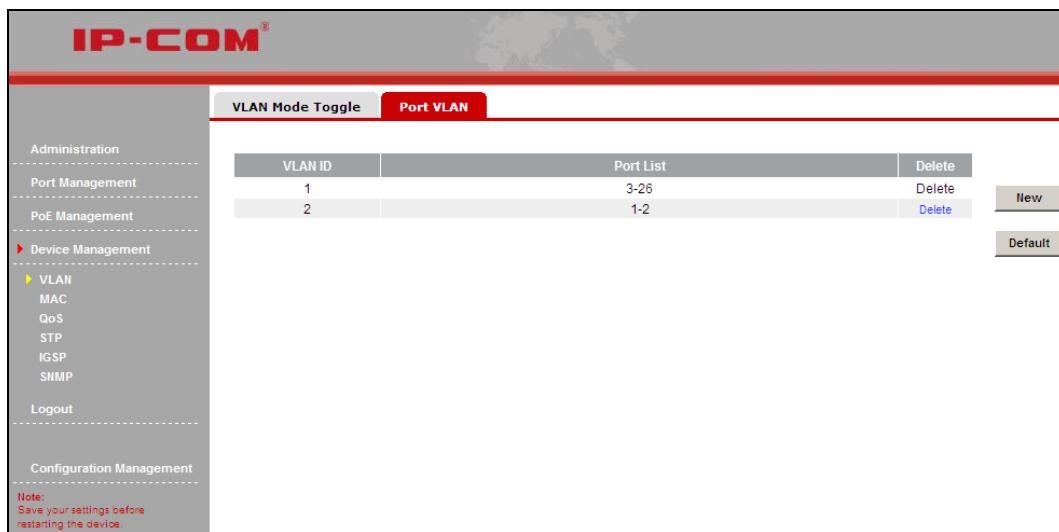 IP-COM®
VLAN Mode Toggle Port VLAN
Administration
Port Management
PoE Management
Device Management
VLAN
MAC
QoS
STP
IGSP
SNMP
Logout
Configuration Management
Note:
Save your settings before
restarting the device.
VLAN ID Port List Delete
1 3-26 Delete
2 1-2 Delete
New
Default